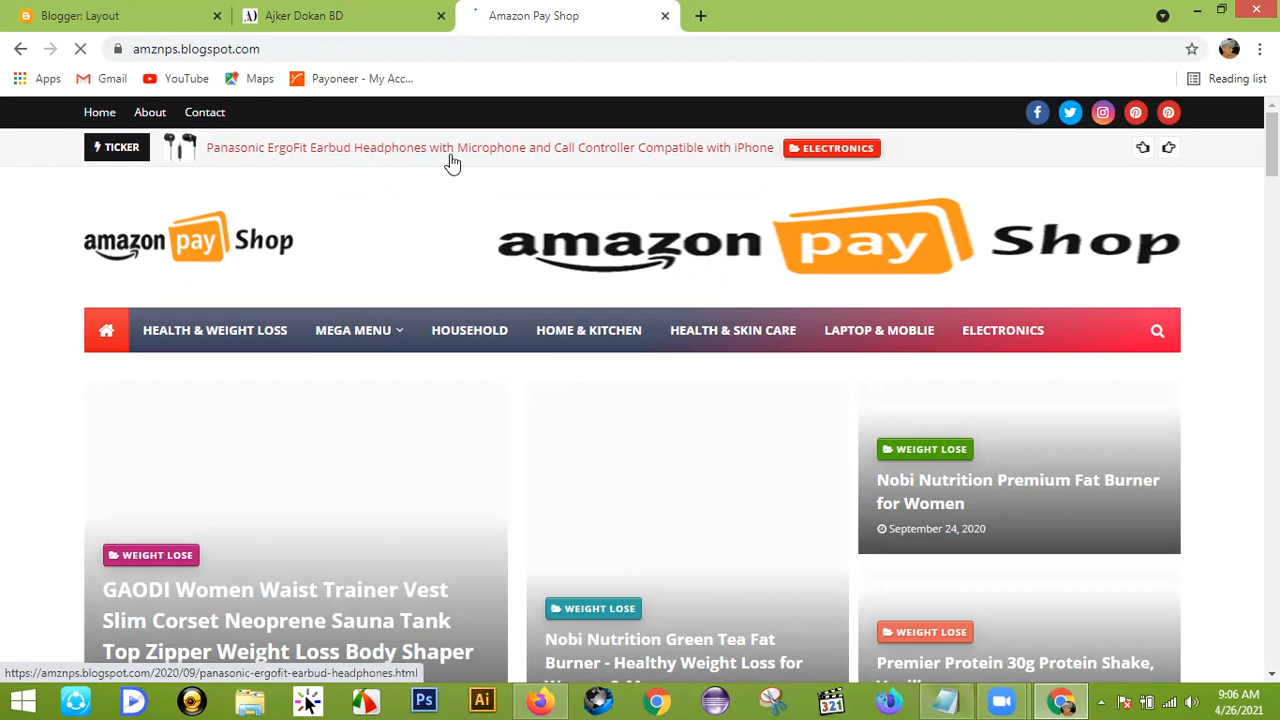 Blogger: Layout
Ajker Dokan BD
Amazon Pay Shop
amznps.blogspot.com
Apps
Gmail
YouTube
Maps
Payoneer - My Acc...
Reading list
Home
About
Contact
TICKER
Panasonic ErgoFit Earbud Headphones with Microphone and Call Controller Compatible with iPhone
ELECTRONICS
amazon pay Shop
amazon pay Shop
HEALTH & WEIGHT LOSS
MEGA MENU
HOUSEHOLD
HOME & KITCHEN
HEALTH & SKIN CARE
LAPTOP & MOBLIE
ELECTRONICS
WEIGHT LOSE
GAODI Women Waist Trainer Vest
Slim Corset Neoprene Sauna Tank
Top Zipper Weight Loss Body Shaper
WEIGHT LOSE
Nobi Nutrition Green Tea Fat
Burner - Healthy Weight Loss for
WEIGHT LOSE
Nobi Nutrition Premium Fat Burner
for Women
September 24, 2020
WEIGHT LOSE
Premier Protein 30g Protein Shake,
https://amznps.blogspot.com/2020/09/panasonic-ergofit-earbud-headphones.html
Ps
Ai
321
9:06 AM
4/26/2021